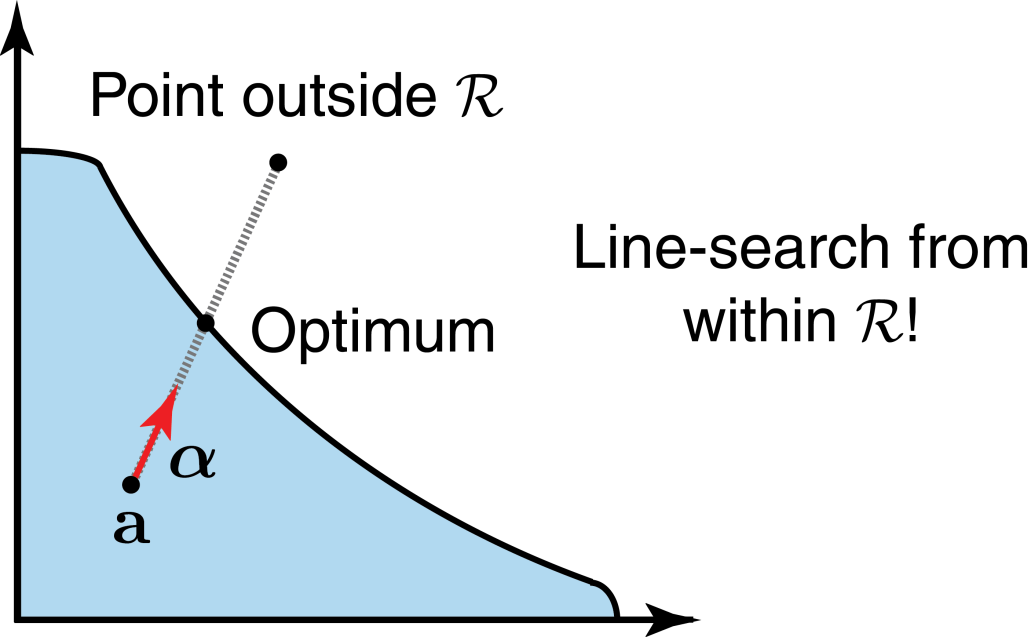 Point outside ℛ
Line-search from
within ℛ!
Optimum
α
a